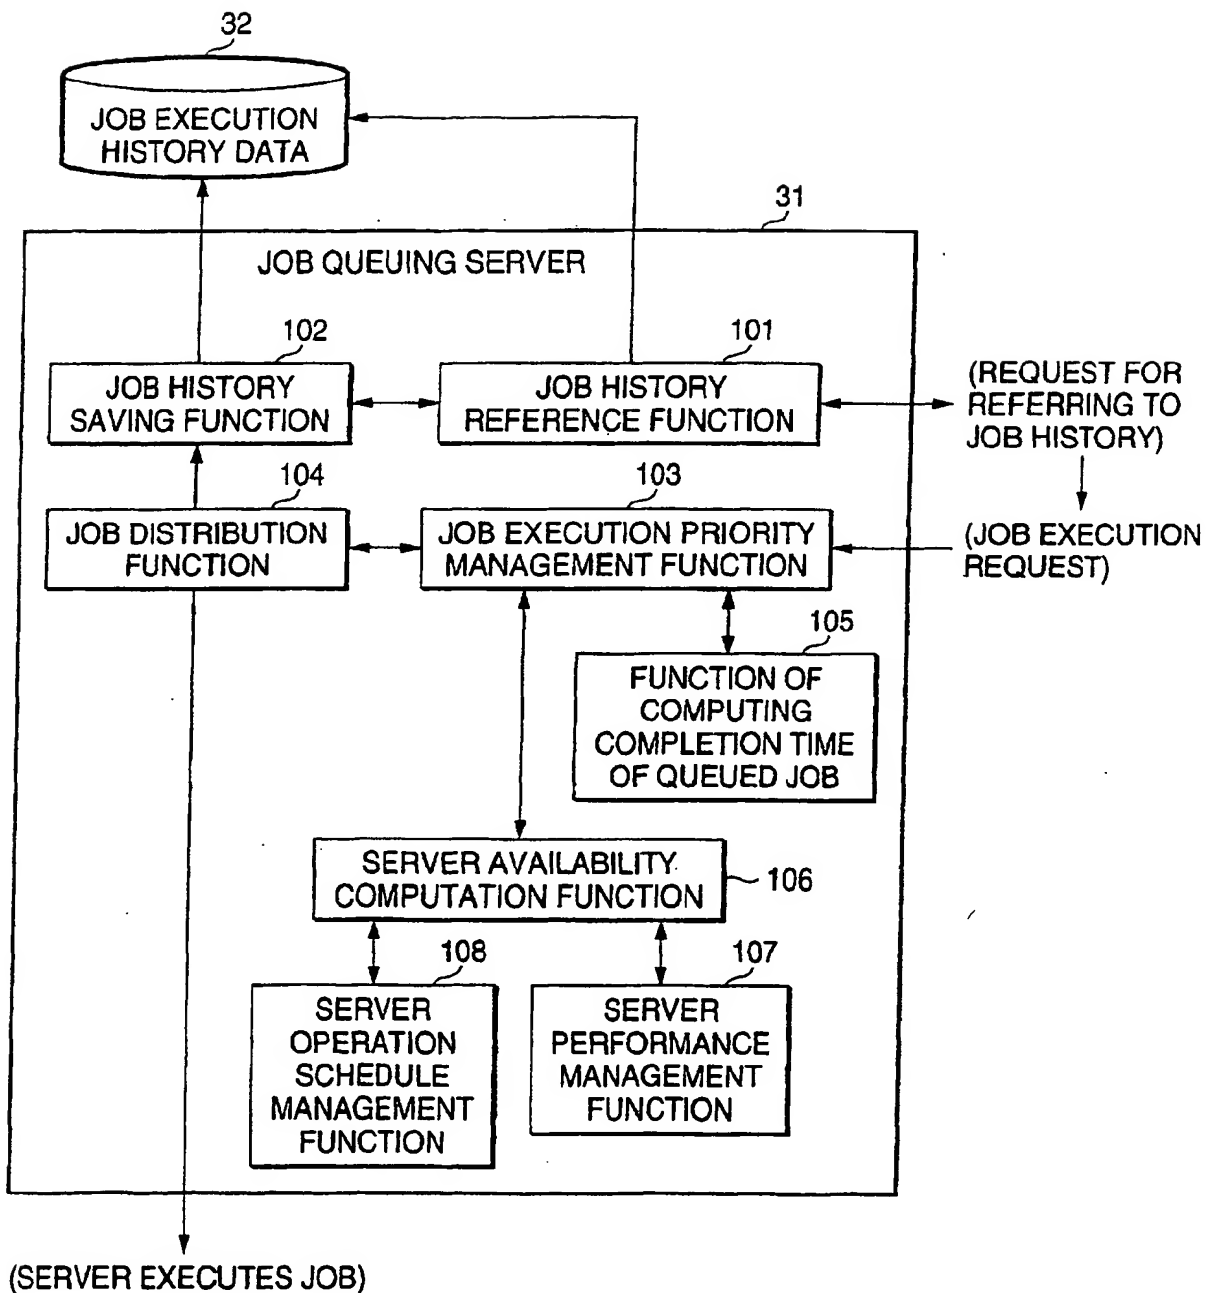 32
JOB EXECUTION
HISTORY DATA
31
JOB QUEUING SERVER
102
JOB HISTORY
SAVING FUNCTION
101
JOB HISTORY
REFERENCE FUNCTION
(REQUEST FOR
REFERRING TO
JOB HISTORY)
104
JOB DISTRIBUTION
FUNCTION
103
JOB EXECUTION PRIORITY
MANAGEMENT FUNCTION
(JOB EXECUTION
REQUEST)
105
FUNCTION OF
COMPUTING
COMPLETION TIME
OF QUEUED JOB
SERVER AVAILABILITY
COMPUTATION FUNCTION
106
108
SERVER
OPERATION
SCHEDULE
MANAGEMENT
FUNCTION
107
SERVER
PERFORMANCE
MANAGEMENT
FUNCTION
(SERVER EXECUTES JOB)